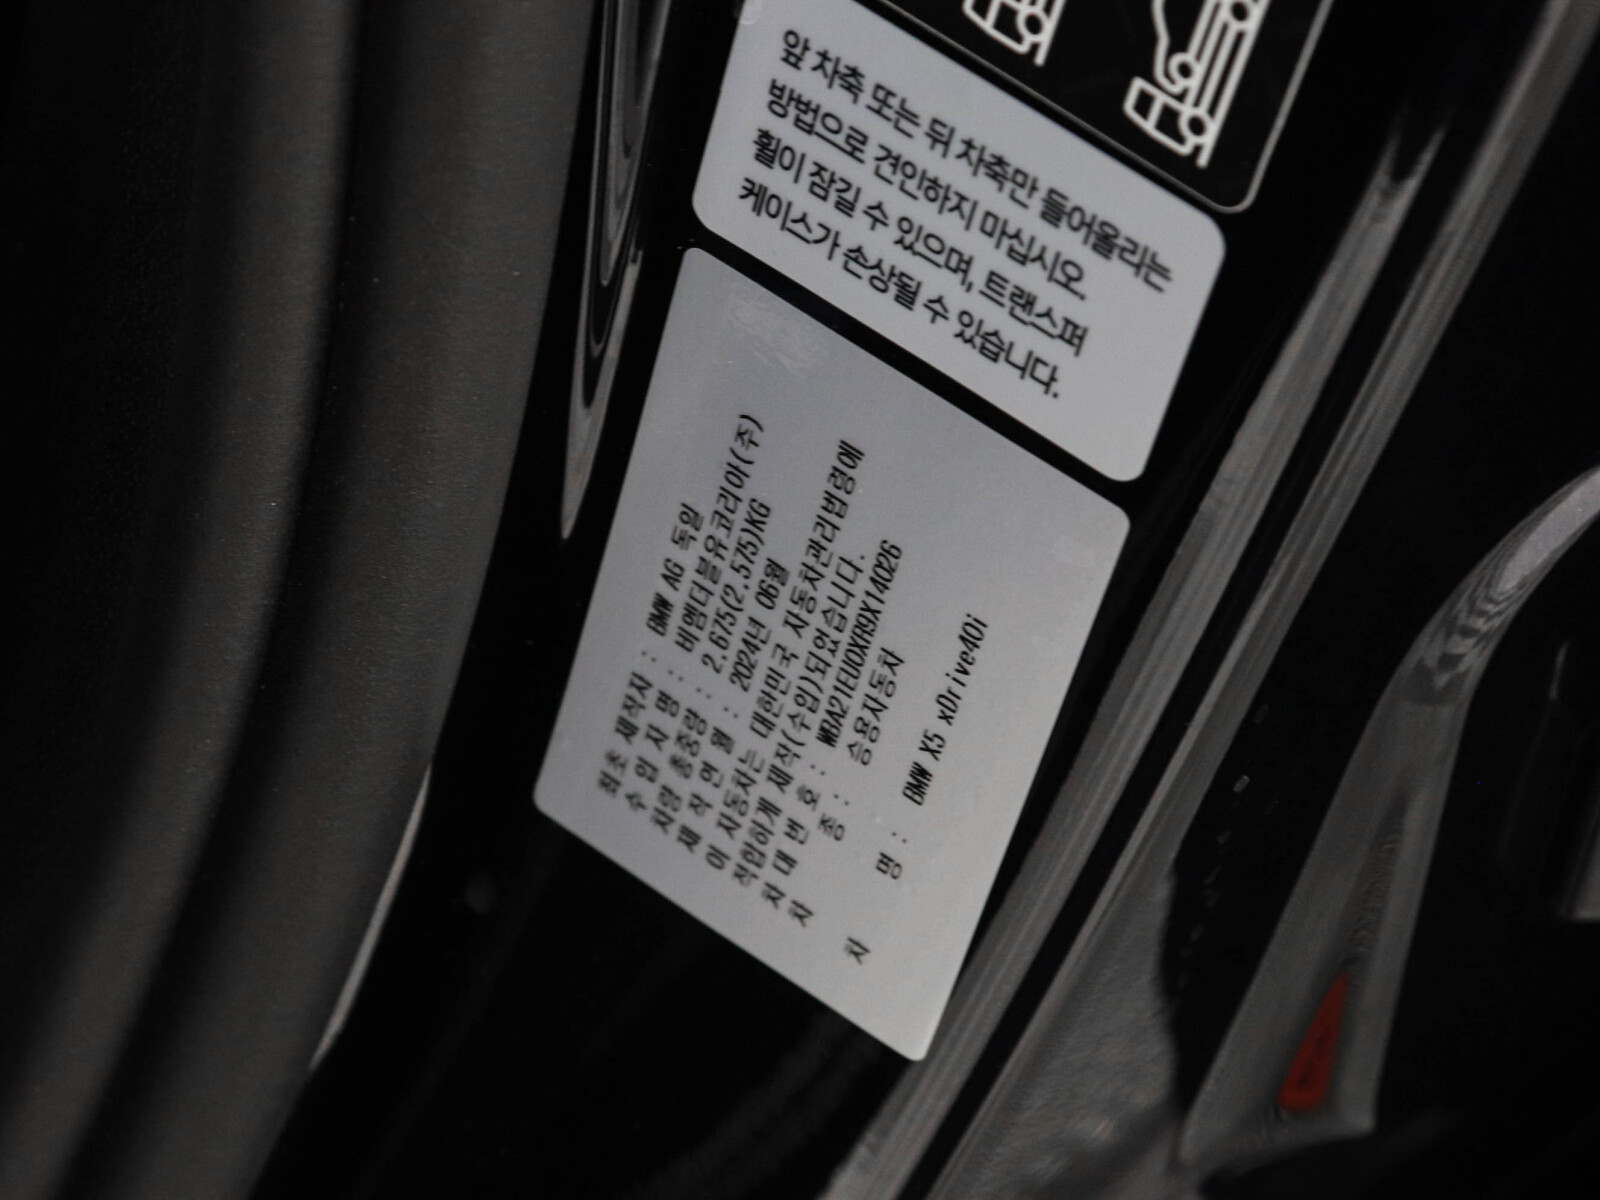 앞 차축 또는 뒤 차축만 들어올리는
방법으로 견인하지 마십시오.
휠이 잠길 수 있으며, 트랜스퍼
케이스가 손상될 수 있습니다.
최초 제작자 : BMW AG 독일
수 입 자 명 : 비엠더블유코리아(주)
차량 총중량 : 2.675(2.575)KG
제 작 연 월 : 2024년 06월
이 자동차는 대한민국 자동차관리법령에
적합하게 제작(수입)되었습니다.
차 대 번 호 : WBA21EU0XR9X14026
차 종 : 승용자동차
차 명 : BMW X5 xDrive40i